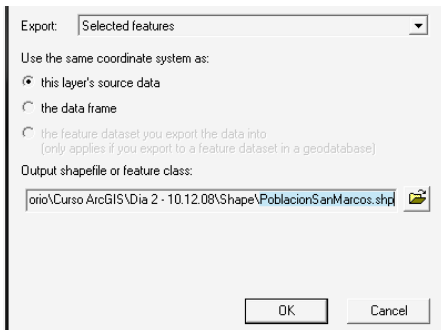 Export: Selected features
Use the same coordinate system as:
this layer's source data
the data frame
the feature dataset you export the data into
(only applies if you export to a feature dataset in a geodatabase)
Output shapefile or feature class:
orio\Curso ArcGIS\Dia 2 - 10.12.08\Shape\PoblacionSanMarcos.shp
OK Cancel